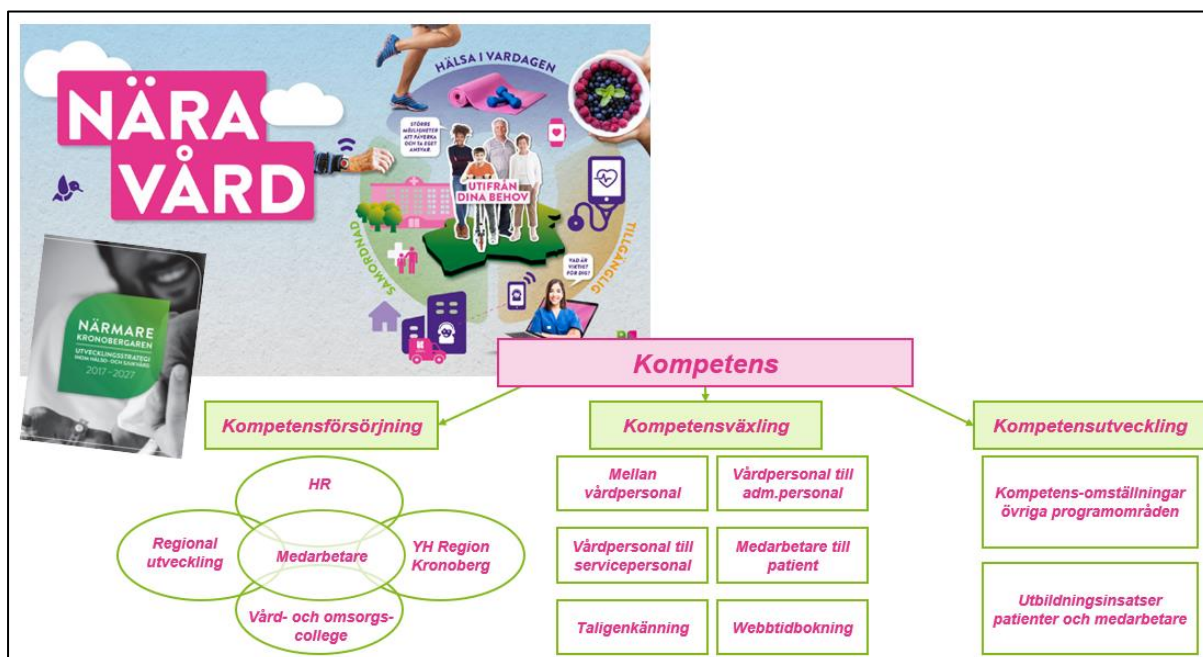 NÄRA
VÅRD
HÄLSA I VARDAGEN
STÖRRE
MÖJLIGHETER
ATT PÅVERKA
OCH TA EGET
ANSVAR.
UTIFRÅN
DINA BEHOV
SAMORDNAD
TILLGÄNGLIG
VAD ÄR
VIKTIGT
FÖR DIG?
NÄRMARE
KRONOBERGAREN
UTVECKLINGSSTRATEGI
INOM HÄLSO- OCH SJUKVÅRD
2017-2027
Kompetens
Kompetensförsörjning
HR
Regional
utveckling
Medarbetare
YH Region
Kronoberg
Vård- och omsorgs-
college
Kompetensväxling
Mellan
vårdpersonal
Vårdpersonal till
adm.personal
Vårdpersonal till
servicepersonal
Medarbetare till
patient
Taligenkänning
Webbtidbokning
Kompetensutveckling
Kompetens-omställningar
övriga programområden
Utbildningsinsatser
patienter och medarbetare